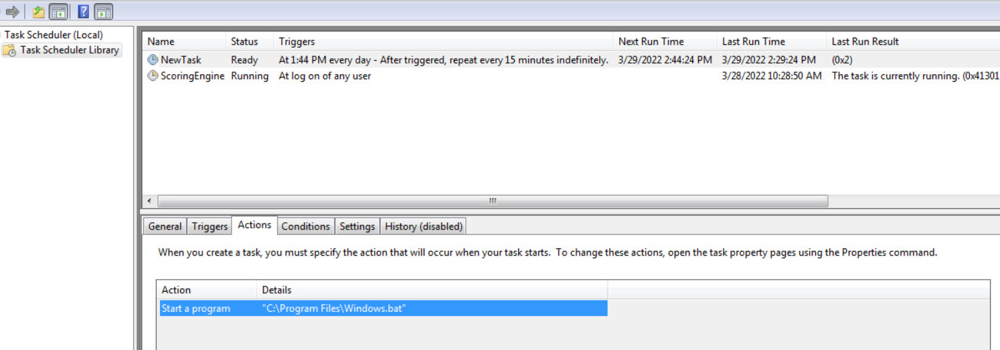 Task Scheduler (Local)
Task Scheduler Library
Name Status Triggers Next Run Time Last Run Time Last Run Result
NewTask Ready At 1:44 PM every day - After triggered, repeat every 15 minutes indefinitely. 3/29/2022 2:44:24 PM 3/29/2022 2:29:24 PM (0x2)
ScoringEngine Running At log on of any user 3/28/2022 10:28:50 AM The task is currently running. (0x41301
General Triggers Actions Conditions Settings History (disabled)
When you create a task, you must specify the action that will occur when your task starts. To change these actions, open the task property pages using the Properties command.
Action Details
Start a program "C:\Program Files\Windows.bat"